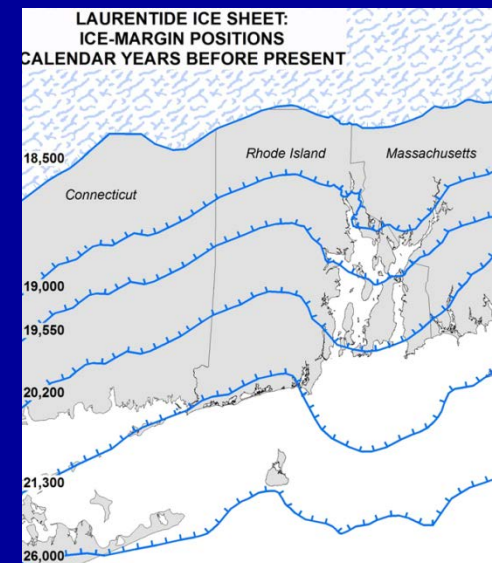 LAURENTIDE ICE SHEET:
ICE-MARGIN POSITIONS
CALENDAR YEARS BEFORE PRESENT
18,500
Rhode Island
Massachusetts
Connecticut
19,000
19,550
20,200
21,300
26,000